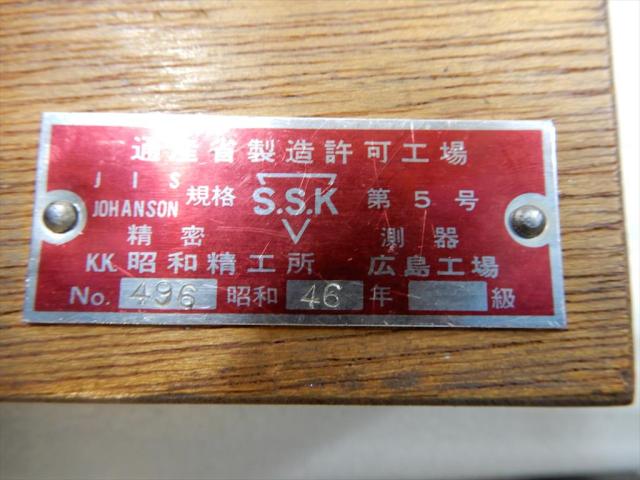 通産省製造許可工場
JIS
JOHANSON 規格 S.S.K 第5号
精密測器
KK.昭和精工所 広島工場
No. 496 昭和 46 年 級